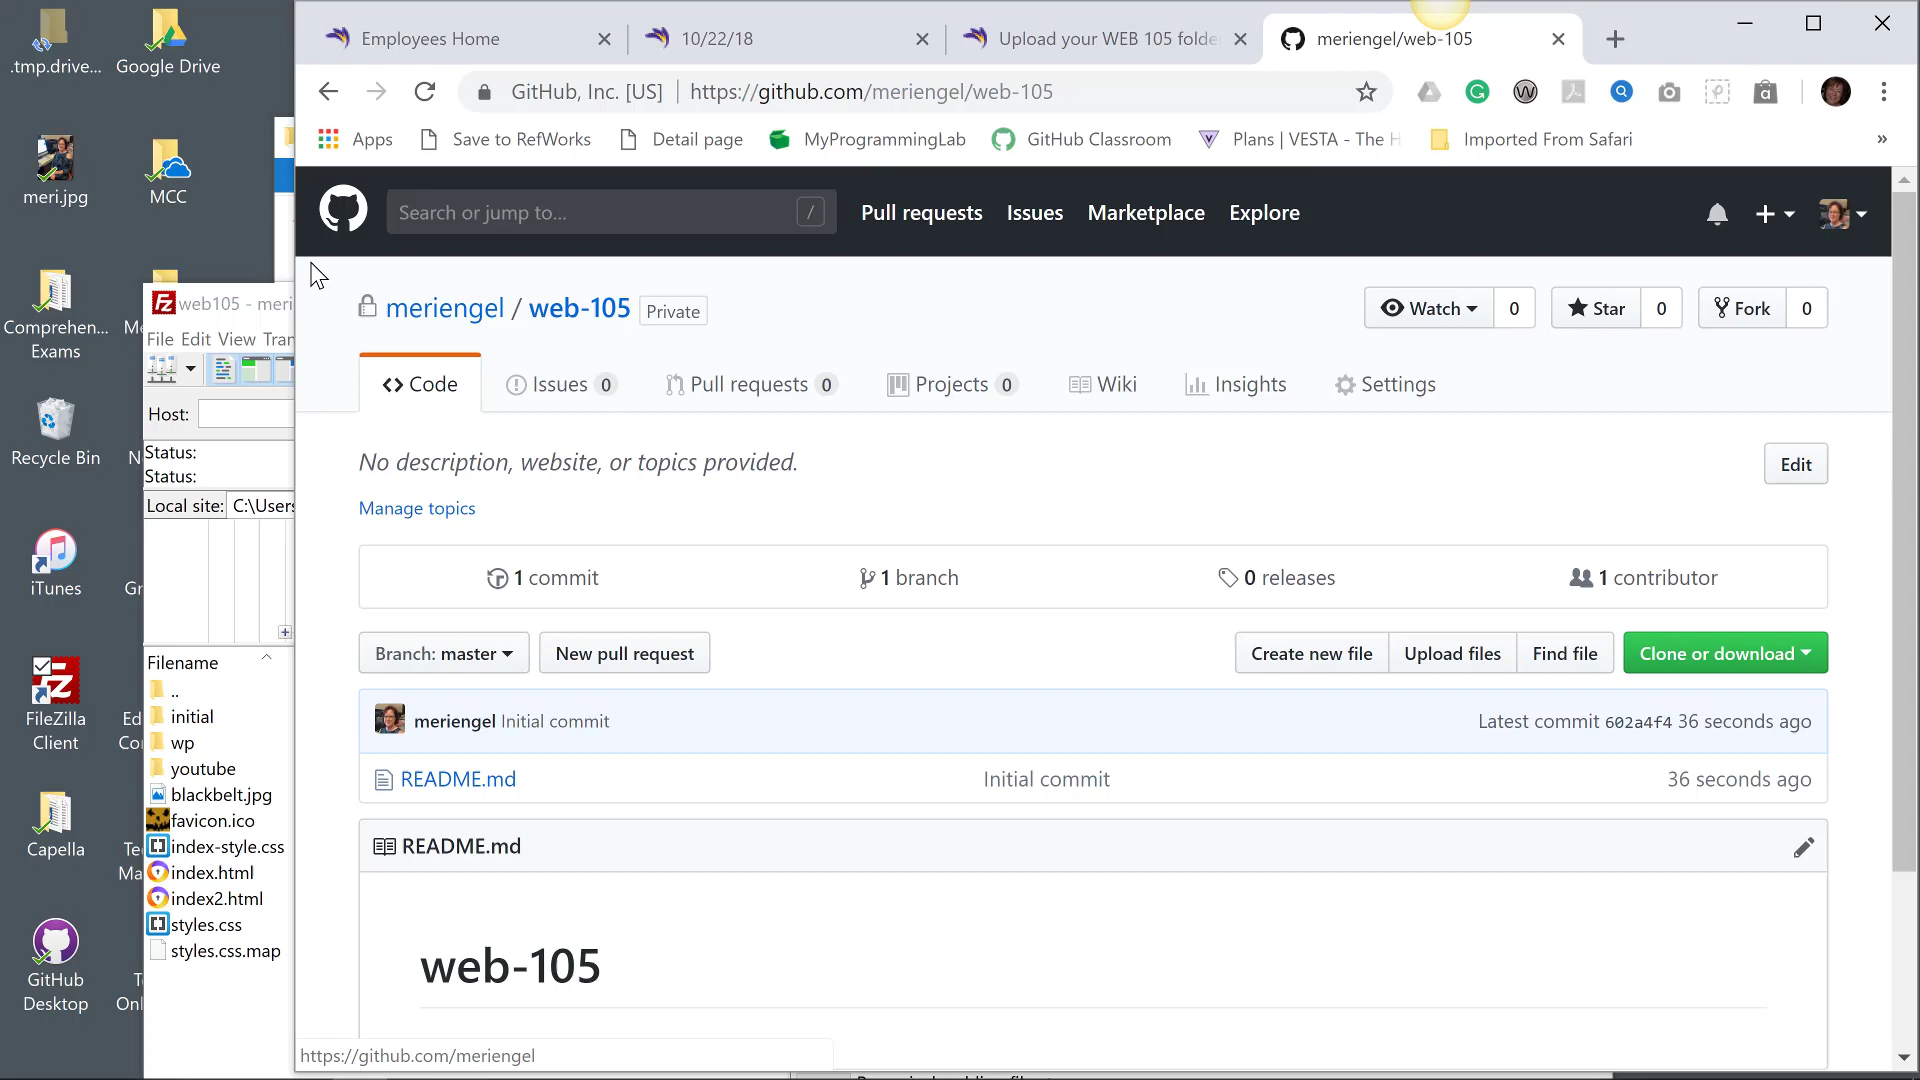 .tmp.drive...
Google Drive
meri.jpg
MCC
Comprehen...
Exams
Recycle Bin
iTunes
FileZilla
Client
Capella
GitHub
Desktop
web105 - meri
File Edit View Tran
Host:
Status:
Status:
Local site: C:\Users
Filename
..
initial
wp
youtube
blackbelt.jpg
favicon.ico
index-style.css
index.html
index2.html
styles.css
styles.css.map
Employees Home
10/22/18
Upload your WEB 105 folde
meriengel/web-105
GitHub, Inc. [US] https://github.com/meriengel/web-105
Apps Save to RefWorks Detail page MyProgrammingLab GitHub Classroom Plans | VESTA - The H Imported From Safari »
Search or jump to... / Pull requests Issues Marketplace Explore
meriengel / web-105 Private
Watch 0 Star 0 Fork 0
Code Issues 0 Pull requests 0 Projects 0 Wiki Insights Settings
No description, website, or topics provided.
Edit
Manage topics
1 commit 1 branch 0 releases 1 contributor
Branch: master New pull request Create new file Upload files Find file Clone or download
meriengel Initial commit Latest commit 602a4f4 36 seconds ago
README.md Initial commit 36 seconds ago
README.md
web-105
https://github.com/meriengel